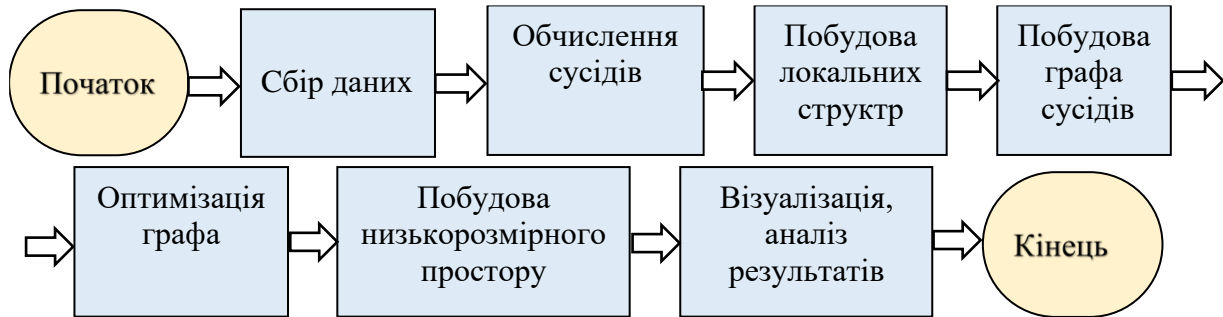 Початок
Сбір даних
Обчислення
сусідів
Побудова
локальних
структр
Побудова
графа
сусідів
Оптимізація
графа
Побудова
низькорозмірного
простору
Візуалізація,
аналіз
результатів
Кінець